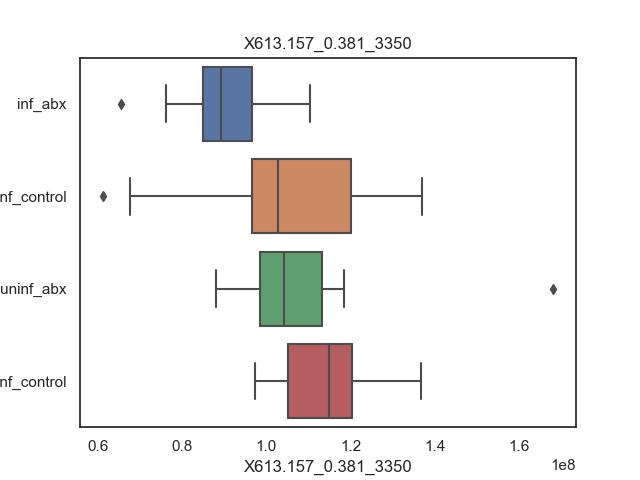 X613.157_0.381_3350
inf_abx
nf_control
uninf_abx
nf_control
0.6 0.8 1.0 1.2 1.4 1.6
1e8
X613.157_0.381_3350